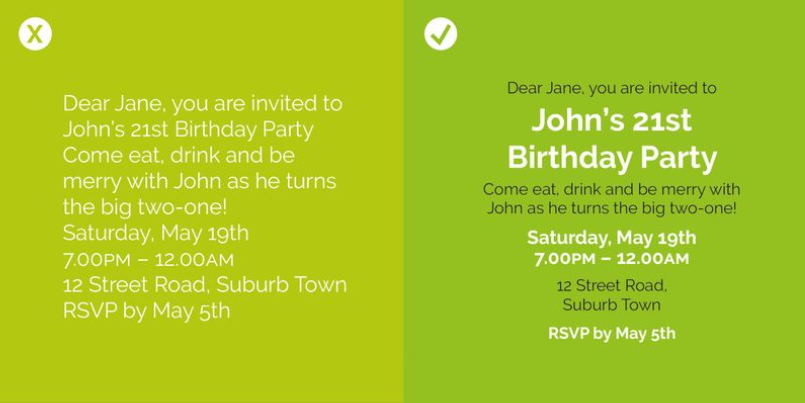 X
Dear Jane, you are invited to
John's 21st Birthday Party
Come eat, drink and be
merry with John as he turns
the big two-one!
Saturday, May 19th
7.00PM – 12.00AM
12 Street Road, Suburb Town
RSVP by May 5th
Dear Jane, you are invited to
John's 21st
Birthday Party
Come eat, drink and be merry with
John as he turns the big two-one!
Saturday, May 19th
7.00PM – 12.00AM
12 Street Road,
Suburb Town
RSVP by May 5th